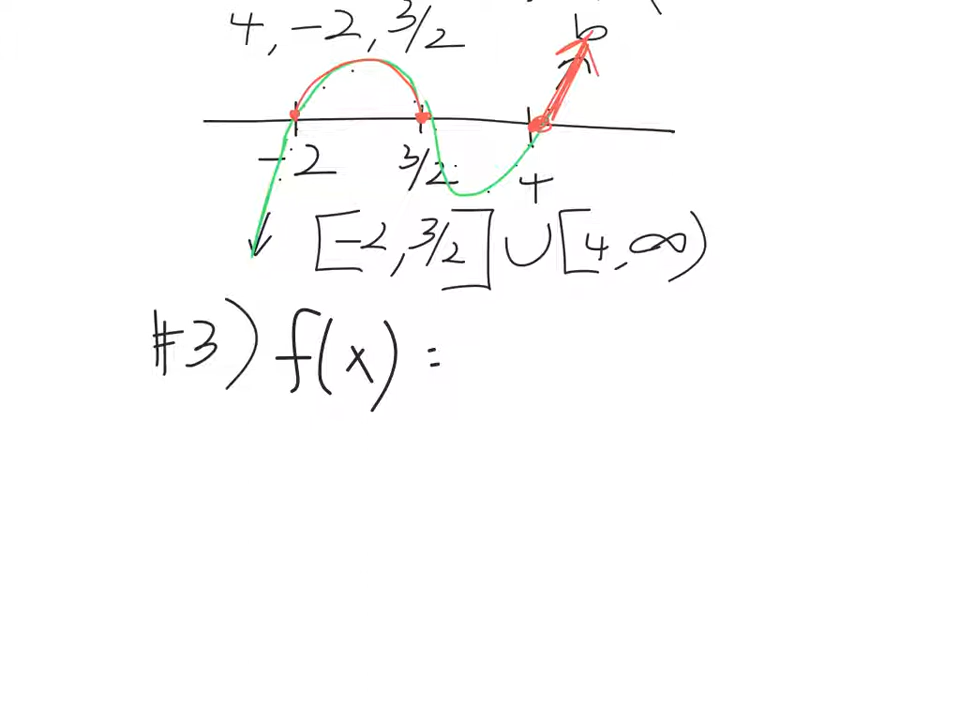 4, -2, 3/2
-2 3/2 4
[-2, 3/2] ∪ [4, ∞)
#3) f(x) =